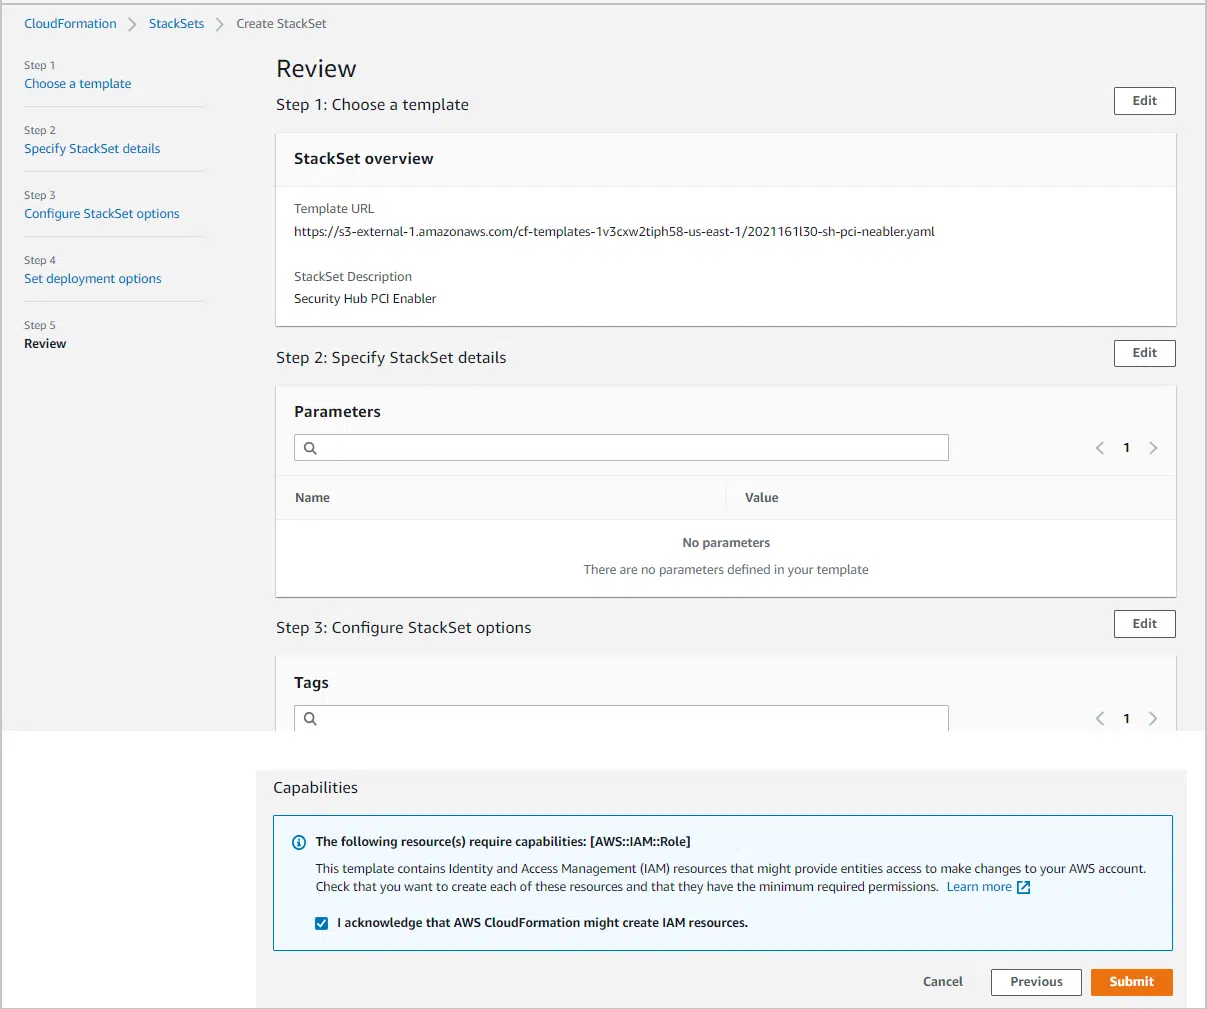 CloudFormation > StackSets > Create StackSet
Step 1
Choose a template
Step 2
Specify StackSet details
Step 3
Configure StackSet options
Step 4
Set deployment options
Step 5
Review
Review
Step 1: Choose a template
Edit
StackSet overview
Template URL
https://s3-external-1.amazonaws.com/cf-templates-1v3cxw2tiph58-us-east-1/2021161l30-sh-pci-neabler.yaml
StackSet Description
Security Hub PCI Enabler
Step 2: Specify StackSet details
Edit
Parameters
< 1 >
Name Value
No parameters
There are no parameters defined in your template
Step 3: Configure StackSet options
Edit
Tags
< 1 >
Capabilities
The following resource(s) require capabilities: [AWS::IAM::Role]
This template contains Identity and Access Management (IAM) resources that might provide entities access to make changes to your AWS account.
Check that you want to create each of these resources and that they have the minimum required permissions. Learn more
I acknowledge that AWS CloudFormation might create IAM resources.
Cancel Previous Submit